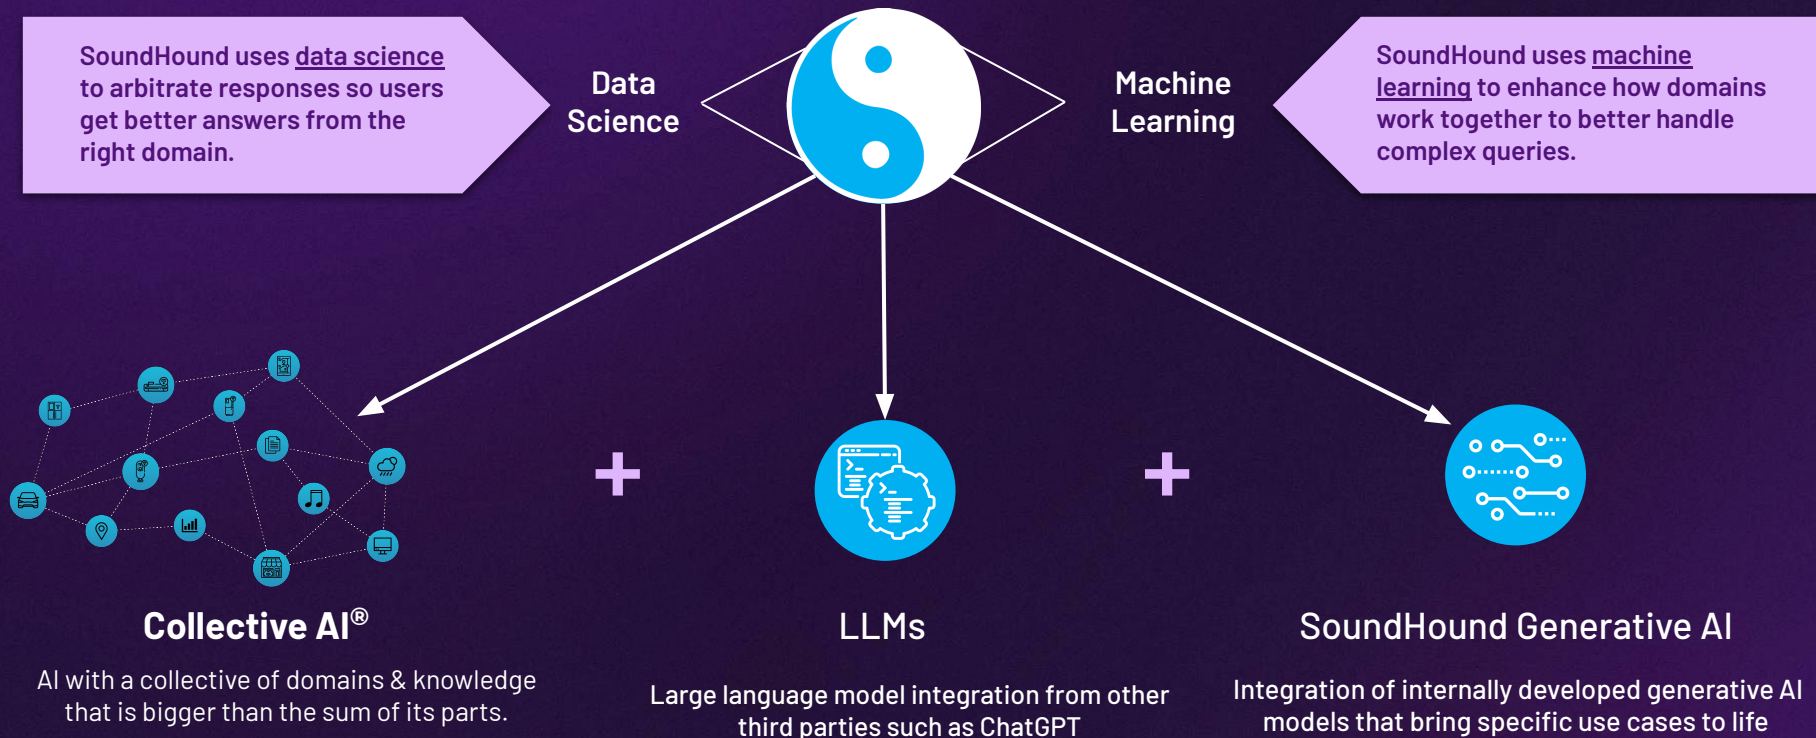 SoundHound uses data science
to arbitrate responses so users
get better answers from the
right domain.
Data
Science
Machine
Learning
SoundHound uses machine
learning to enhance how domains
work together to better handle
complex queries.
Collective AI®
AI with a collective of domains & knowledge
that is bigger than the sum of its parts.
LLMs
Large language model integration from other
third parties such as ChatGPT
SoundHound Generative AI
Integration of internally developed generative AI
models that bring specific use cases to life